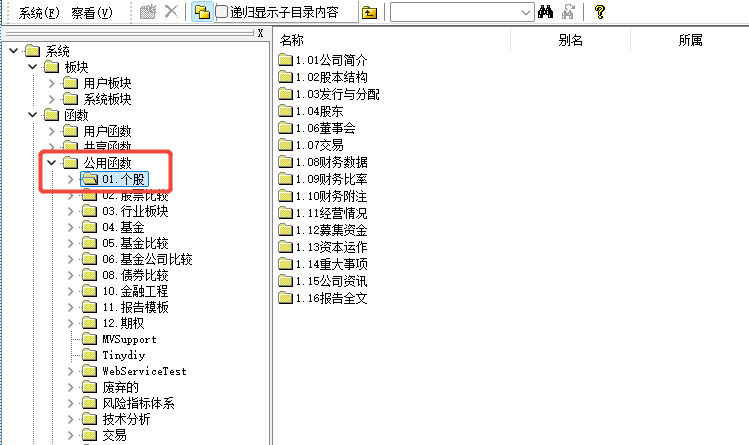 系统(F) 察看(V) 递归显示子目录内容
X
系统
板块
用户板块
系统板块
函数
用户函数
共享函数
公用函数
01.个股
02.股票比较
03.行业板块
04.基金
05.基金比较
06.基金公司比较
08.债券比较
10.金融工程
11.报告模板
12.期权
MVSupport
Tinydiy
WebServiceTest
废弃的
风险指标体系
技术分析
交易
名称 别名 所属
1.01公司简介
1.02股本结构
1.03发行与分配
1.04股东
1.06董事会
1.07交易
1.08财务数据
1.09财务比率
1.10财务附注
1.11经营情况
1.12募集资金
1.13资本运作
1.14重大事项
1.15公司资讯
1.16报告全文